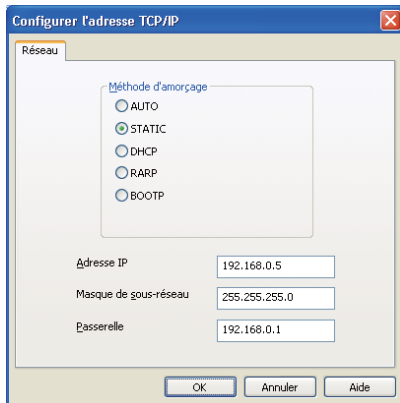 Configurer l'adresse TCP/IP
Réseau
Méthode d'amorçage
AUTO
STATIC
DHCP
RARP
BOOTP
Adresse IP 192.168.0.5
Masque de sous-réseau 255.255.255.0
Passerelle 192.168.0.1
OK Annuler Aide